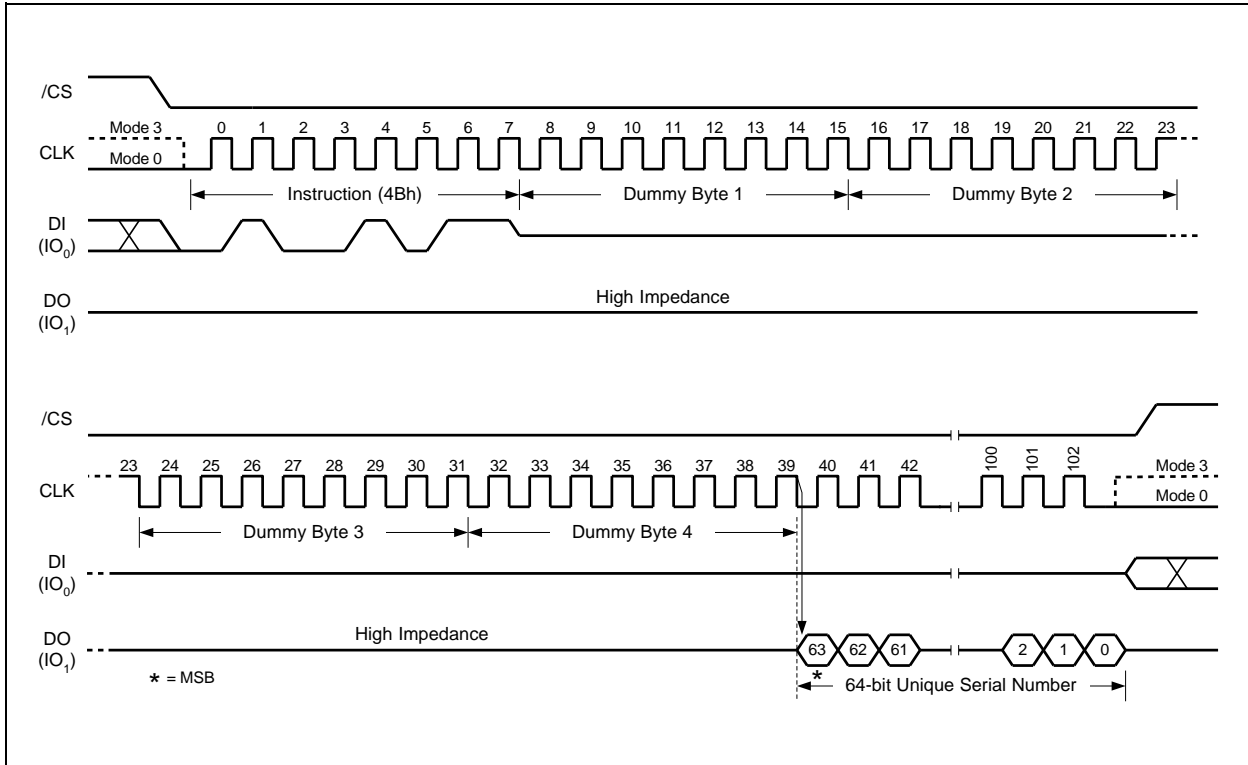 /CS
Mode 3 0 1 2 3 4 5 6 7 8 9 10 11 12 13 14 15 16 17 18 19 20 21 22 23
CLK
Mode 0
Instruction (4Bh) Dummy Byte 1 Dummy Byte 2
DI
(IO0)
High Impedance
DO
(IO1)
/CS
23 24 25 26 27 28 29 30 31 32 33 34 35 36 37 38 39 40 41 42 100 101 102 Mode 3
CLK
Mode 0
Dummy Byte 3 Dummy Byte 4
DI
(IO0)
High Impedance
DO
(IO1)
63 62 61 2 1 0
* = MSB
* 64-bit Unique Serial Number